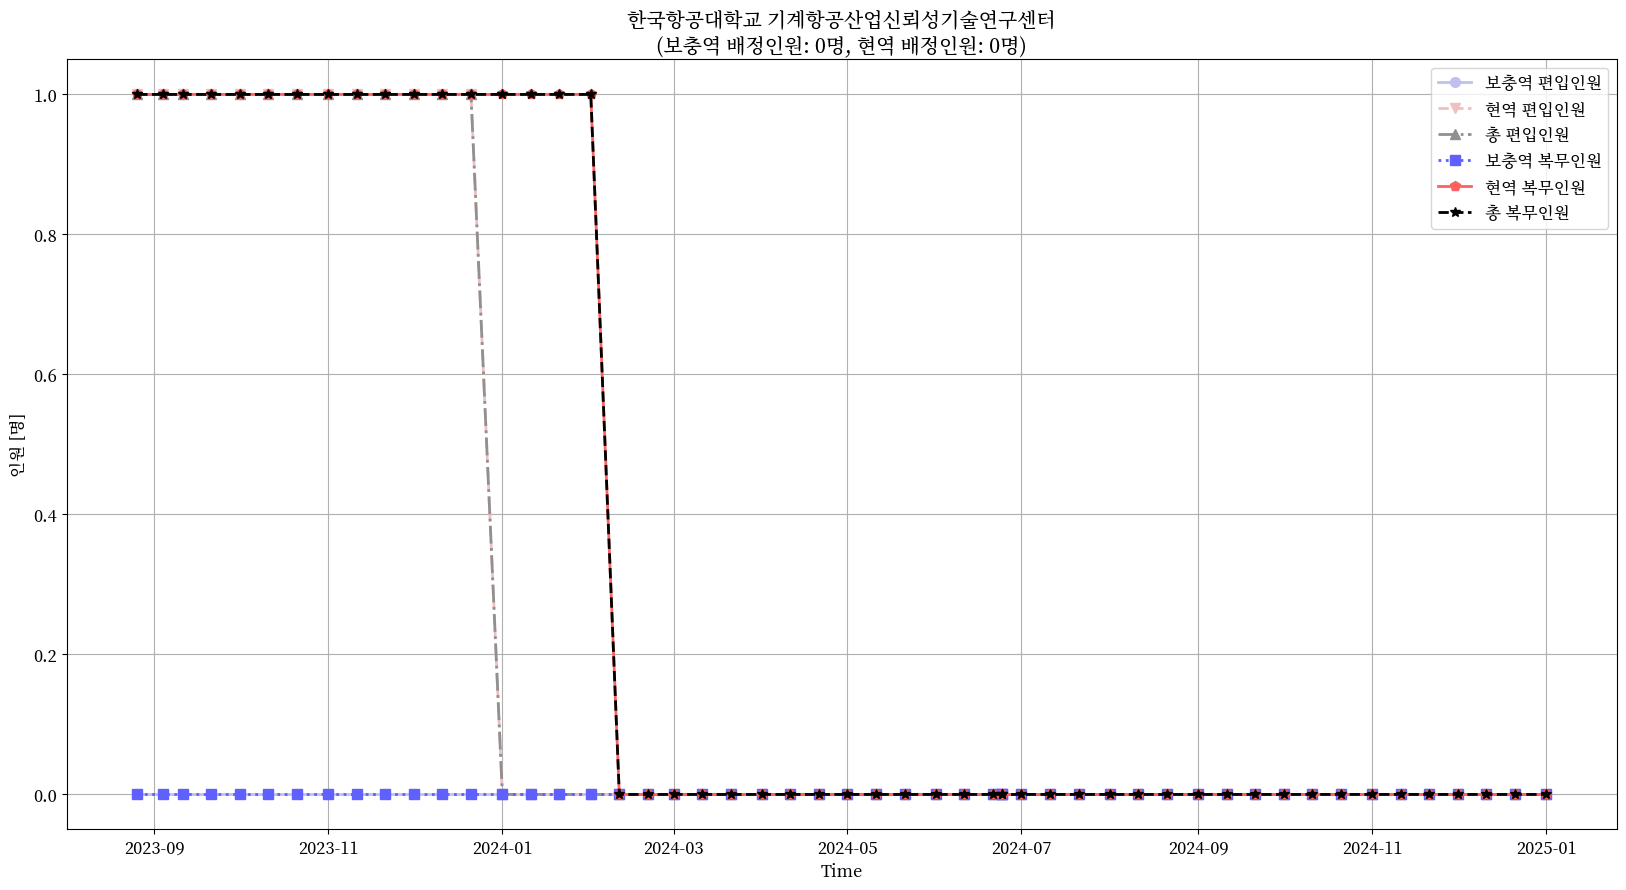 한국항공대학교 기계항공산업신뢰성기술연구센터
(보충역 배정인원: 0명, 현역 배정인원: 0명)
보충역 편입인원
현역 편입인원
총 편입인원
보충역 복무인원
현역 복무인원
총 복무인원
인원 [명]
1.0
0.8
0.6
0.4
0.2
0.0
2023-09 2023-11 2024-01 2024-03 2024-05 2024-07 2024-09 2024-11 2025-01
Time